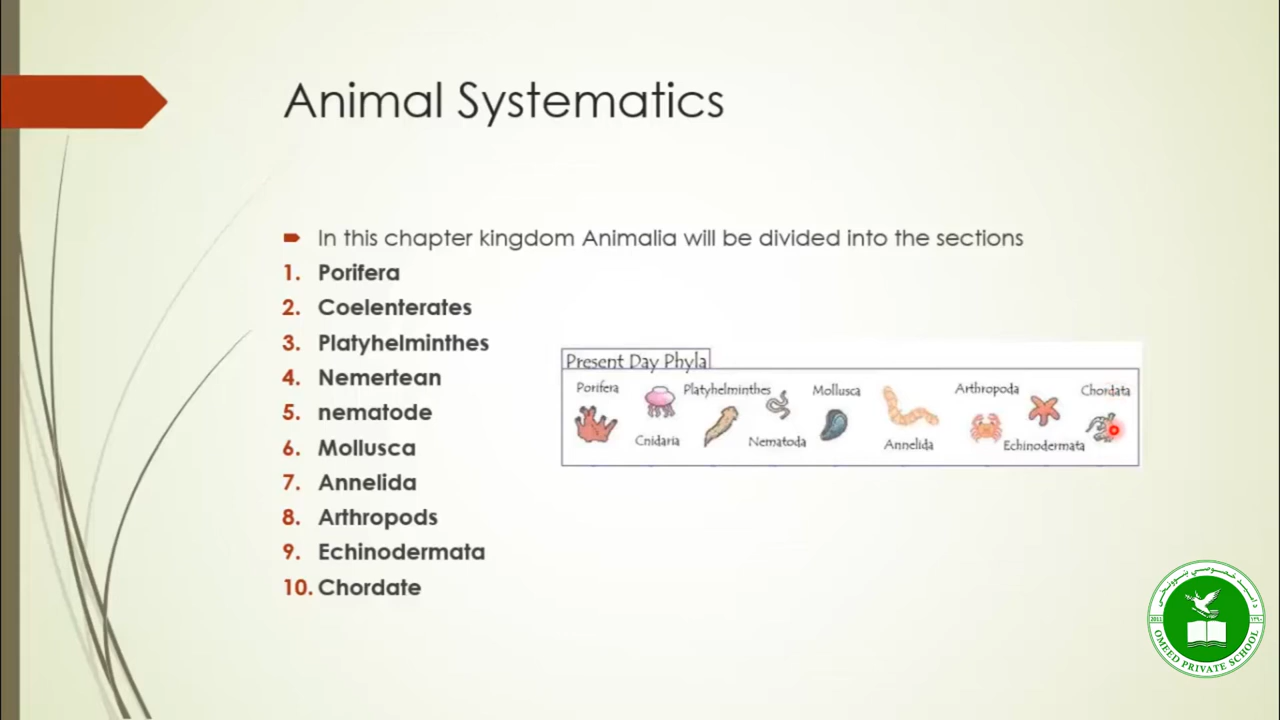 Animal Systematics
In this chapter kingdom Animalia will be divided into the sections
1. Porifera
2. Coelenterates
3. Platyhelminthes
4. Nemertean
5. nematode
6. Mollusca
7. Annelida
8. Arthropods
9. Echinodermata
10. Chordate
Present Day Phyla
Porifera
Cnidaria
Platyhelminthes
Nematoda
Mollusca
Annelida
Arthropoda
Echinodermata
Chordata
2011
۱۳۹۰
OMEED PRIVATE SCHOOL